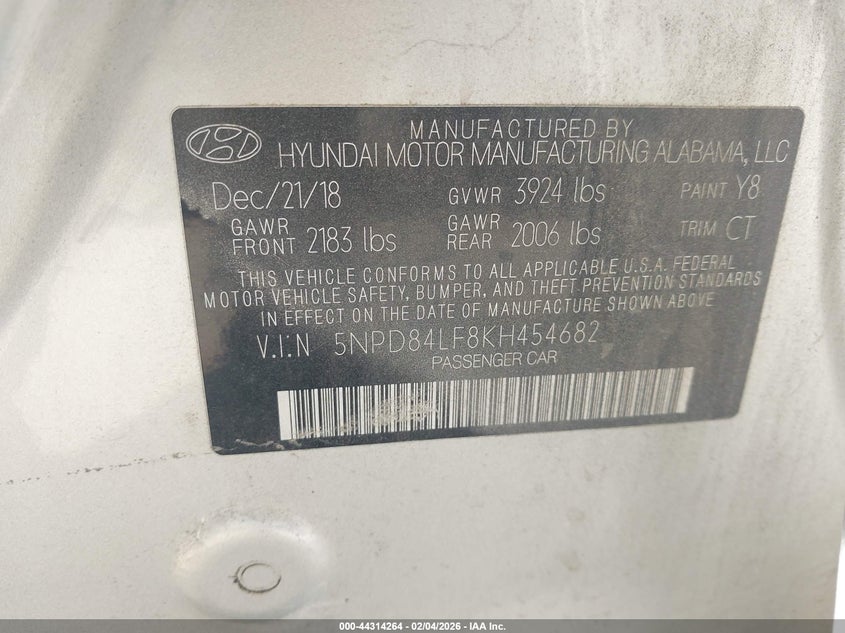 MANUFACTURED BY
HYUNDAI MOTOR MANUFACTURING ALABAMA, LLC
Dec/21/18 GVWR 3924 lbs PAINT Y8
GAWR FRONT 2183 lbs GAWR REAR 2006 lbs TRIM CT
THIS VEHICLE CONFORMS TO ALL APPLICABLE U.S.A. FEDERAL
MOTOR VEHICLE SAFETY, BUMPER, AND THEFT PREVENTION STANDARDS
IN EFFECT ON THE DATE OF MANUFACTURE SHOWN ABOVE
V.I.N 5NPD84LF8KH454682
PASSENGER CAR
000-44314264 - 02/04/2026 - IAA Inc.